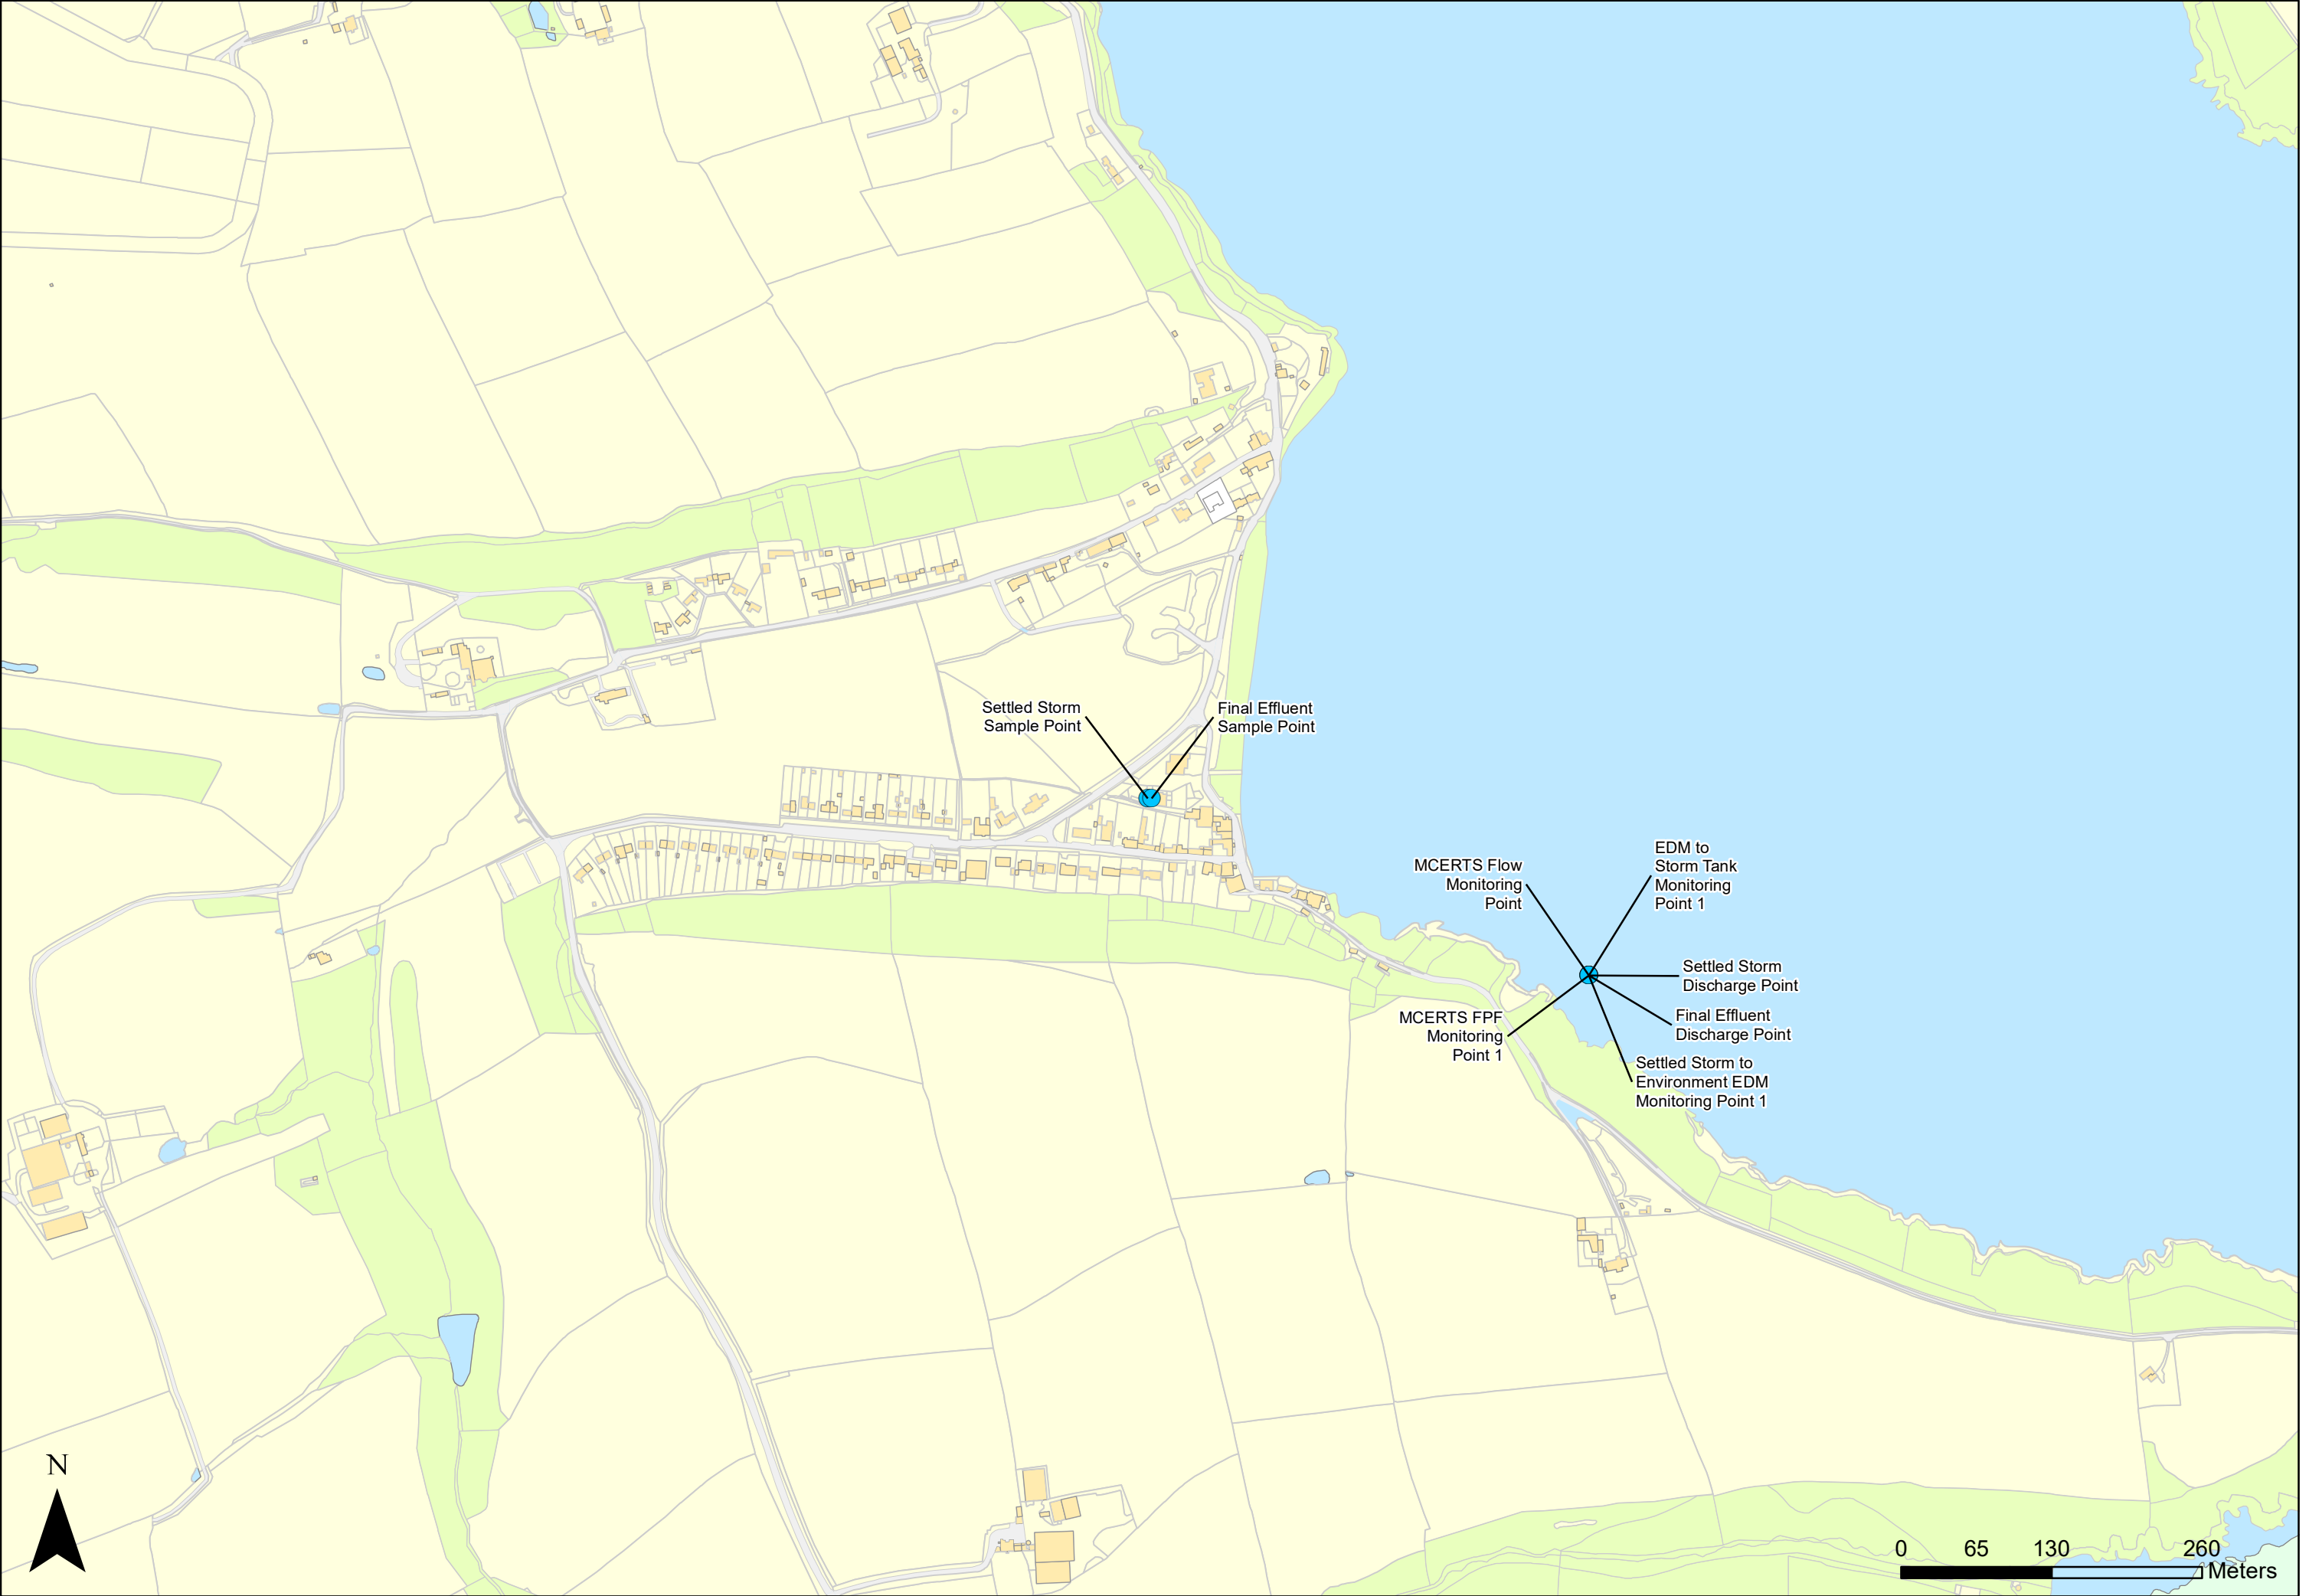 Settled Storm
Sample Point
Final Effluent
Sample Point
MCERTS Flow
Monitoring
Point
EDM to
Storm Tank
Monitoring
Point 1
Settled Storm
Discharge Point
Final Effluent
Discharge Point
MCERTS FPF
Monitoring
Point 1
Settled Storm to
Environment EDM
Monitoring Point 1
N
0 65 130 260
Meters